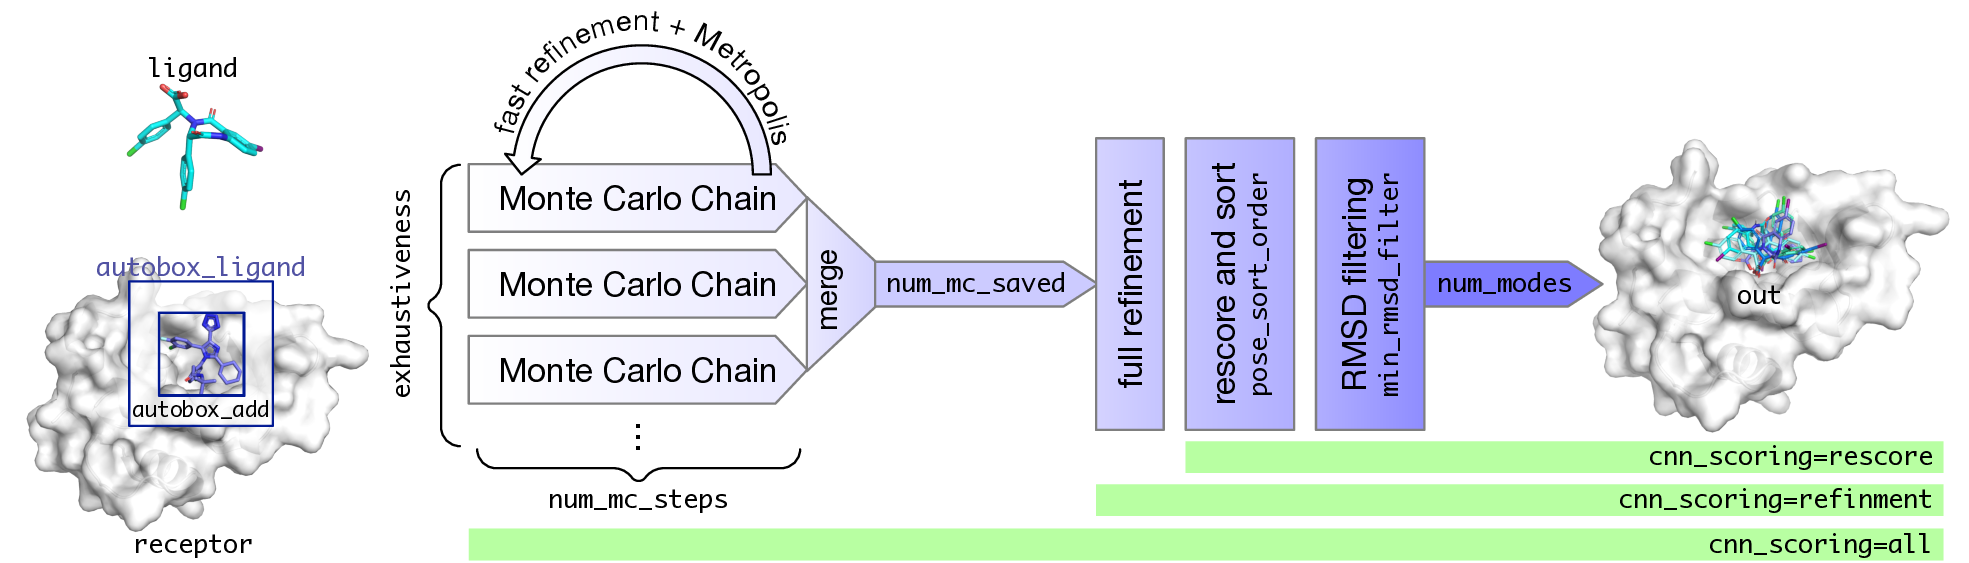 ligand
autobox_ligand
autobox_add
receptor
fast refinement + Metropolis
exhaustiveness
Monte Carlo Chain
Monte Carlo Chain
Monte Carlo Chain
⋮
num_mc_steps
merge
num_mc_saved
full refinement
rescore and sort
pose_sort_order
RMSD filtering
min_rmsd_filter
num_modes
out
cnn_scoring=rescore
cnn_scoring=refinment
cnn_scoring=all